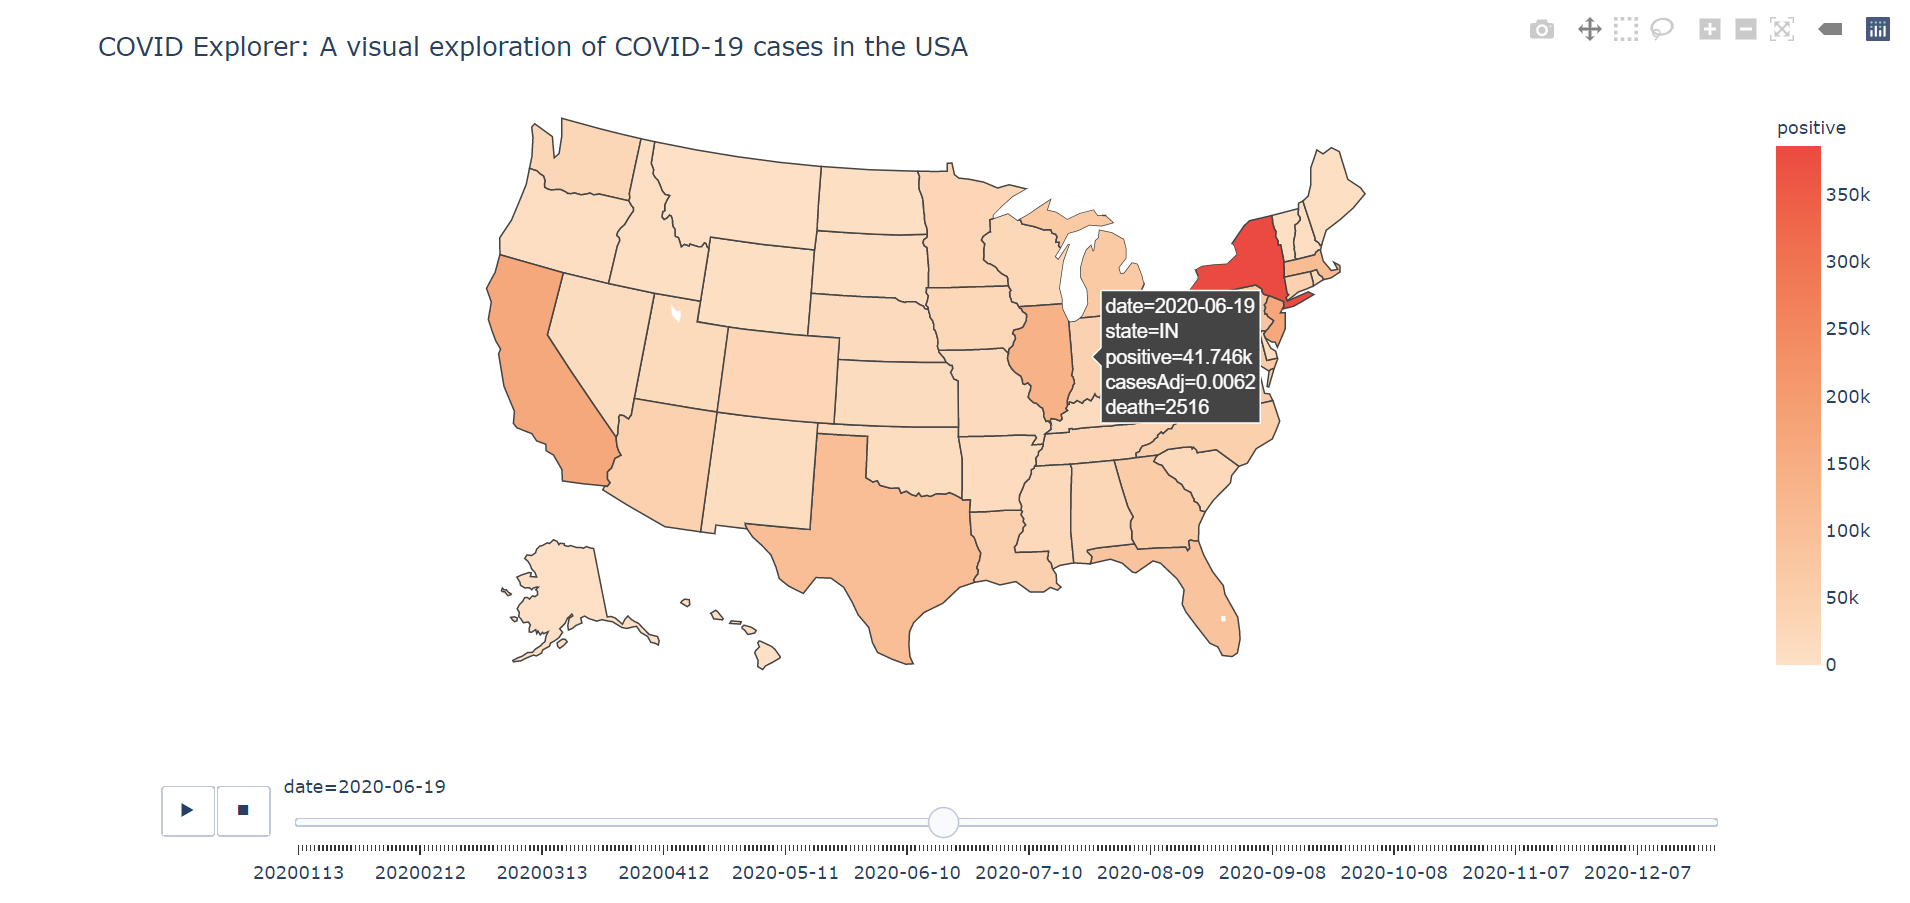 COVID Explorer: A visual exploration of COVID-19 cases in the USA
positive
350k
300k
250k
200k
150k
100k
50k
0
date=2020-06-19
state=IN
positive=41.746k
casesAdj=0.0062
death=2516
date=2020-06-19
20200113 20200212 20200313 20200412 2020-05-11 2020-06-10 2020-07-10 2020-08-09 2020-09-08 2020-10-08 2020-11-07 2020-12-07